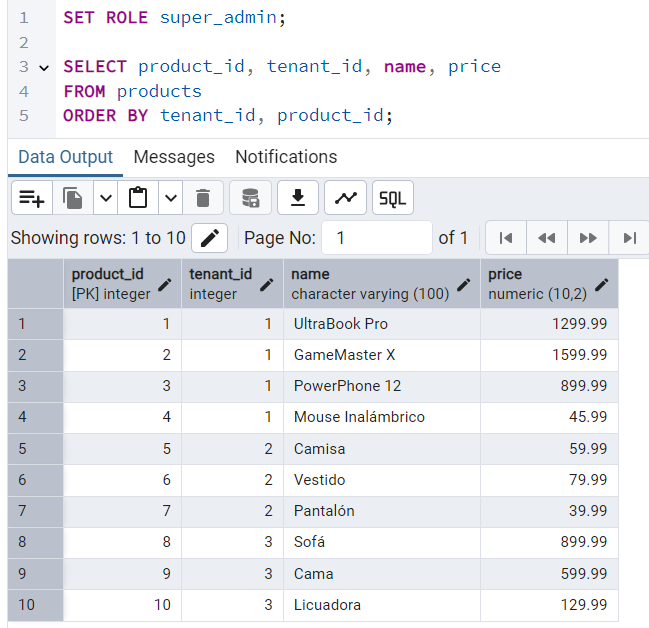 1 SET ROLE super_admin;
2
3 SELECT product_id, tenant_id, name, price
4 FROM products
5 ORDER BY tenant_id, product_id;
Data Output Messages Notifications
SQL
Showing rows: 1 to 10 Page No: 1 of 1
product_id tenant_id name price
[PK] integer integer character varying (100) numeric (10,2)
1 1 1 UltraBook Pro 1299.99
2 2 1 GameMaster X 1599.99
3 3 1 PowerPhone 12 899.99
4 4 1 Mouse Inalámbrico 45.99
5 5 2 Camisa 59.99
6 6 2 Vestido 79.99
7 7 2 Pantalón 39.99
8 8 3 Sofá 899.99
9 9 3 Cama 599.99
10 10 3 Licuadora 129.99